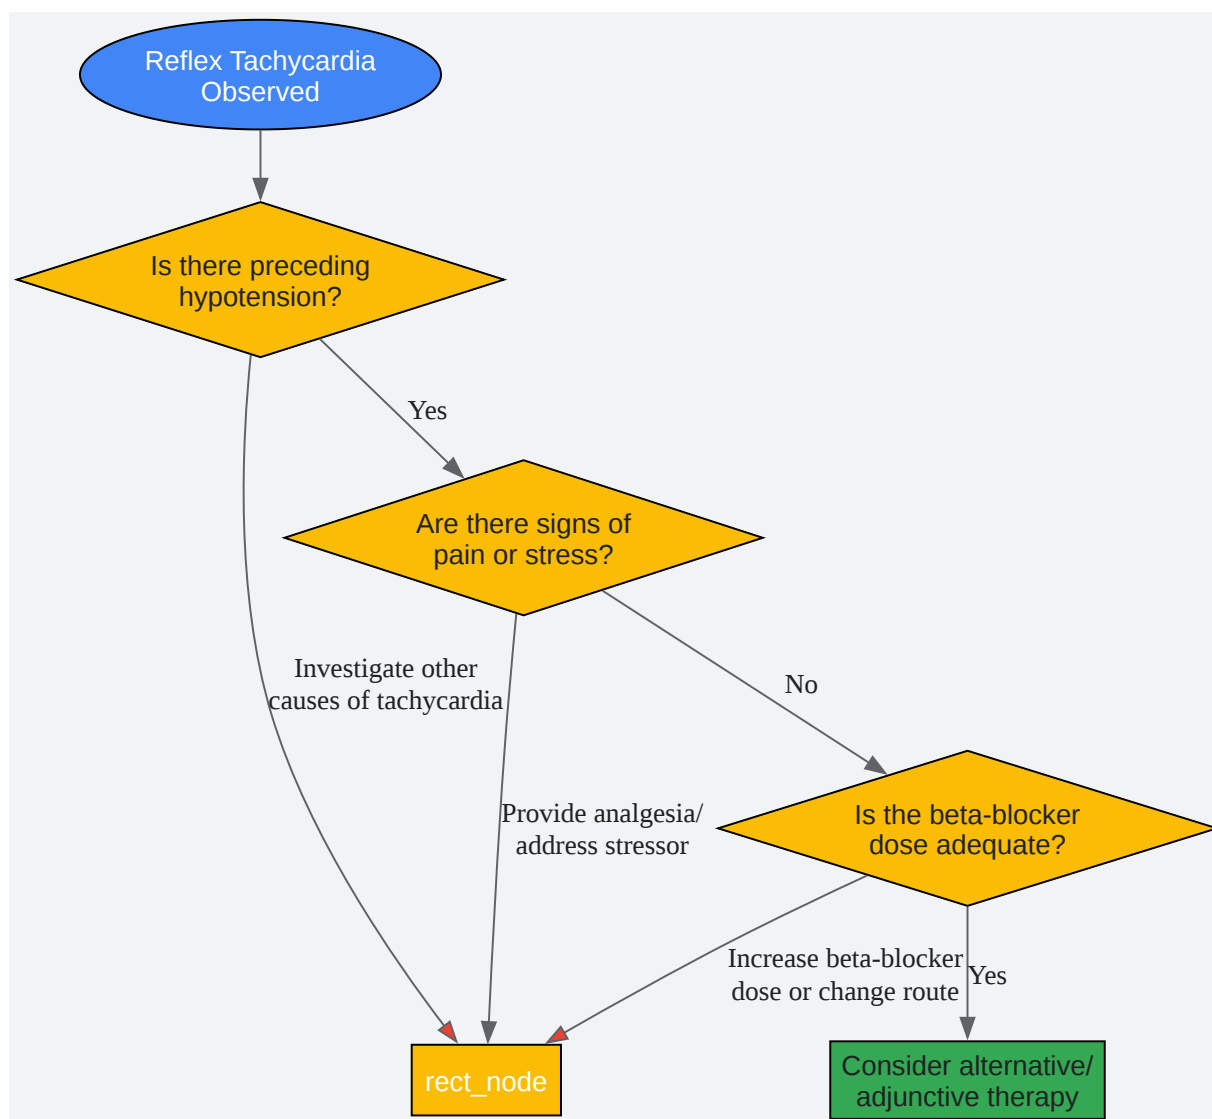 Reflex Tachycardia
Observed
Is there preceding
hypotension?
Yes
Are there signs of
pain or stress?
Investigate other
causes of tachycardia
No
Provide analgesia/
address stressor
Is the beta-blocker
dose adequate?
Increase beta-blocker
dose or change route
Yes
rect_node
Consider alternative/
adjunctive therapy